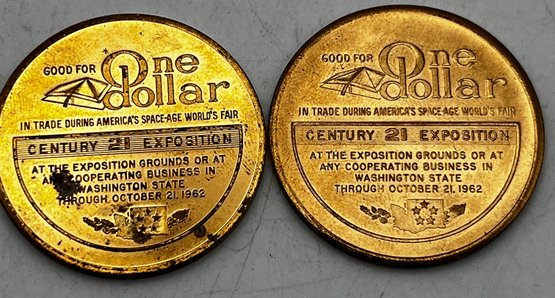 GOOD FOR One
dollar
IN TRADE DURING AMERICA'S SPACE-AGE WORLD'S FAIR
CENTURY 21 EXPOSITION
AT THE EXPOSITION GROUNDS OR AT
ANY COOPERATING BUSINESS IN
WASHINGTON STATE
THROUGH OCTOBER 21, 1962
GOOD FOR One
dollar
IN TRADE DURING AMERICA'S SPACE-AGE WORLD'S FAIR
CENTURY 21 EXPOSITION
AT THE EXPOSITION GROUNDS OR AT
ANY COOPERATING BUSINESS IN
WASHINGTON STATE
THROUGH OCTOBER 21, 1962